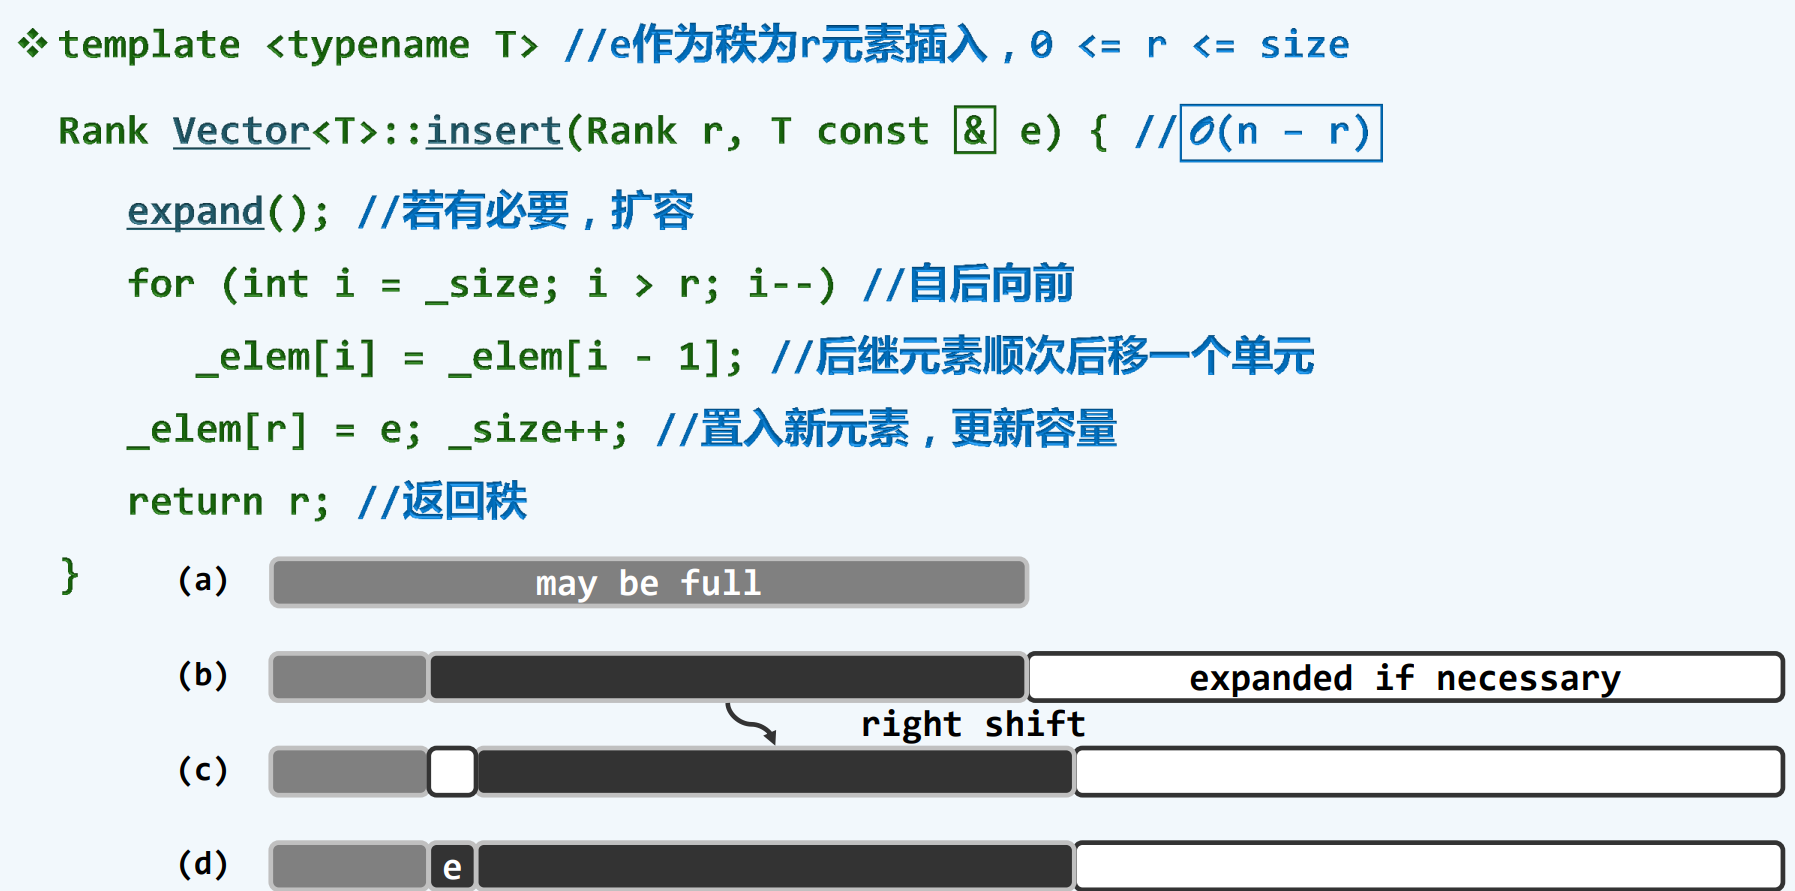 ❖ template <typename T> //e作为秩为r元素插入，0 <= r <= size
Rank Vector<T>::insert(Rank r, T const & e) { //O(n – r)
expand(); //若有必要，扩容
for (int i = _size; i > r; i--) //自后向前
_elem[i] = _elem[i - 1]; //后继元素顺次后移一个单元
_elem[r] = e; _size++; //置入新元素，更新容量
return r; //返回秩
}
(a) may be full
(b) expanded if necessary
right shift
(c)
(d) e